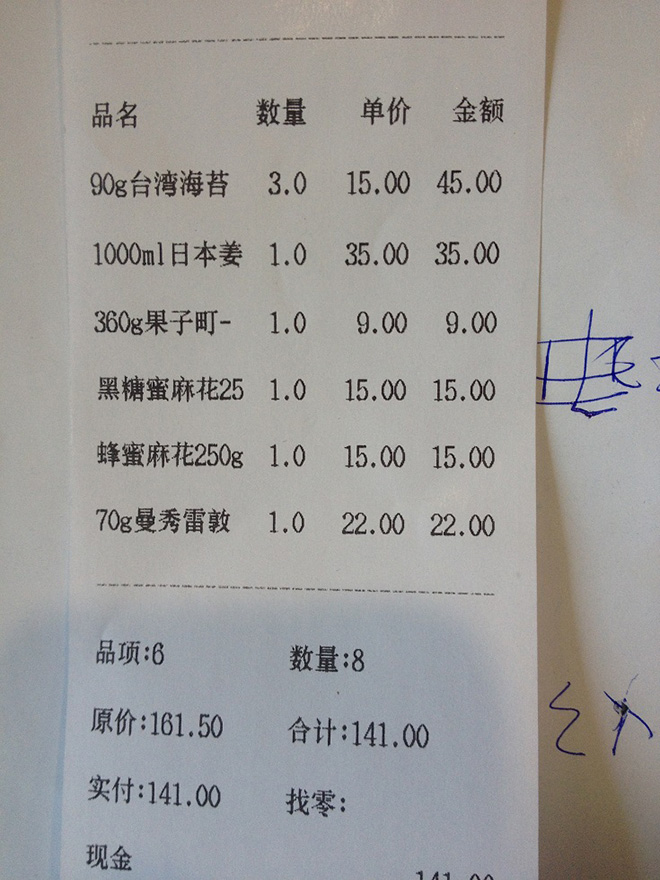 品名 数量 单价 金额
90g台湾海苔 3.0 15.00 45.00
1000ml日本姜 1.0 35.00 35.00
360g果子町- 1.0 9.00 9.00
黑糖蜜麻花25 1.0 15.00 15.00
蜂蜜麻花250g 1.0 15.00 15.00
70g曼秀雷敦 1.0 22.00 22.00
品项:6 数量:8
原价:161.50 合计:141.00
实付:141.00 找零:
现金
141.00